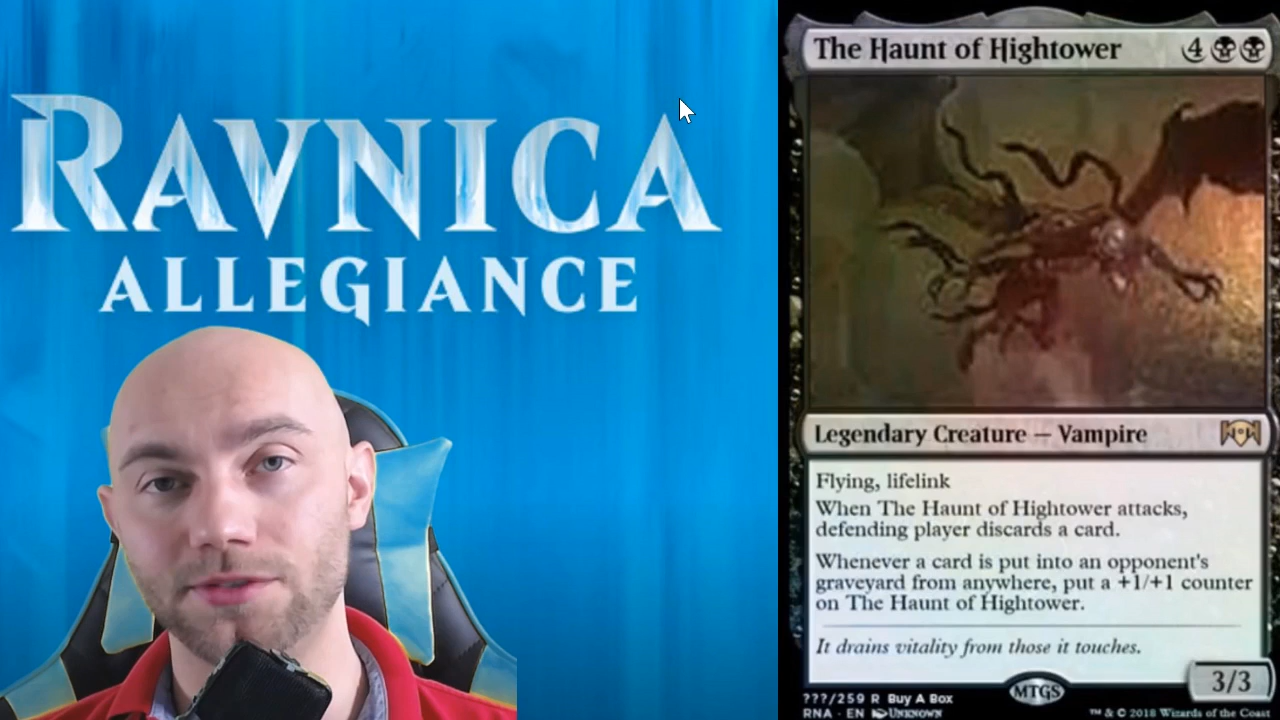 RAVNICA
ALLEGIANCE
The Haunt of Hightower 4
Legendary Creature — Vampire
Flying, lifelink
When The Haunt of Hightower attacks,
defending player discards a card.
Whenever a card is put into an opponent's
graveyard from anywhere, put a +1/+1 counter
on The Haunt of Hightower.
It drains vitality from those it touches.
3/3
???/259 R Buy A Box
MTGS
RNA · EN UNKNOWN
™ & © 2018 Wizards of the Coast